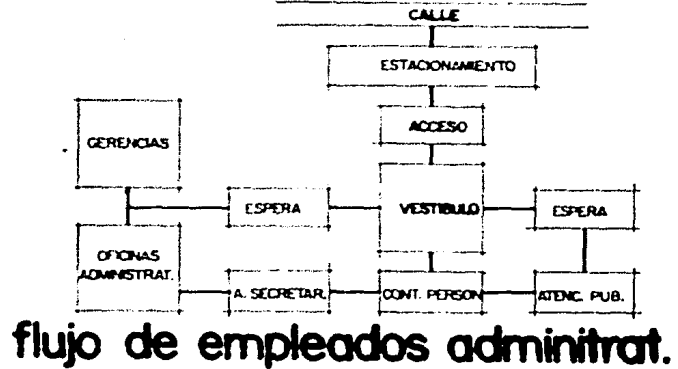 CALLE
ESTACIONAMIENTO
ACCESO
GERENCIAS
ESPERA
VESTIBULO
ESPERA
OFICINAS
ADMINISTRAT.
A. SECRETAR.
CONT. PERSON
ATENC. PUB.
flujo de empleados adminitrat.